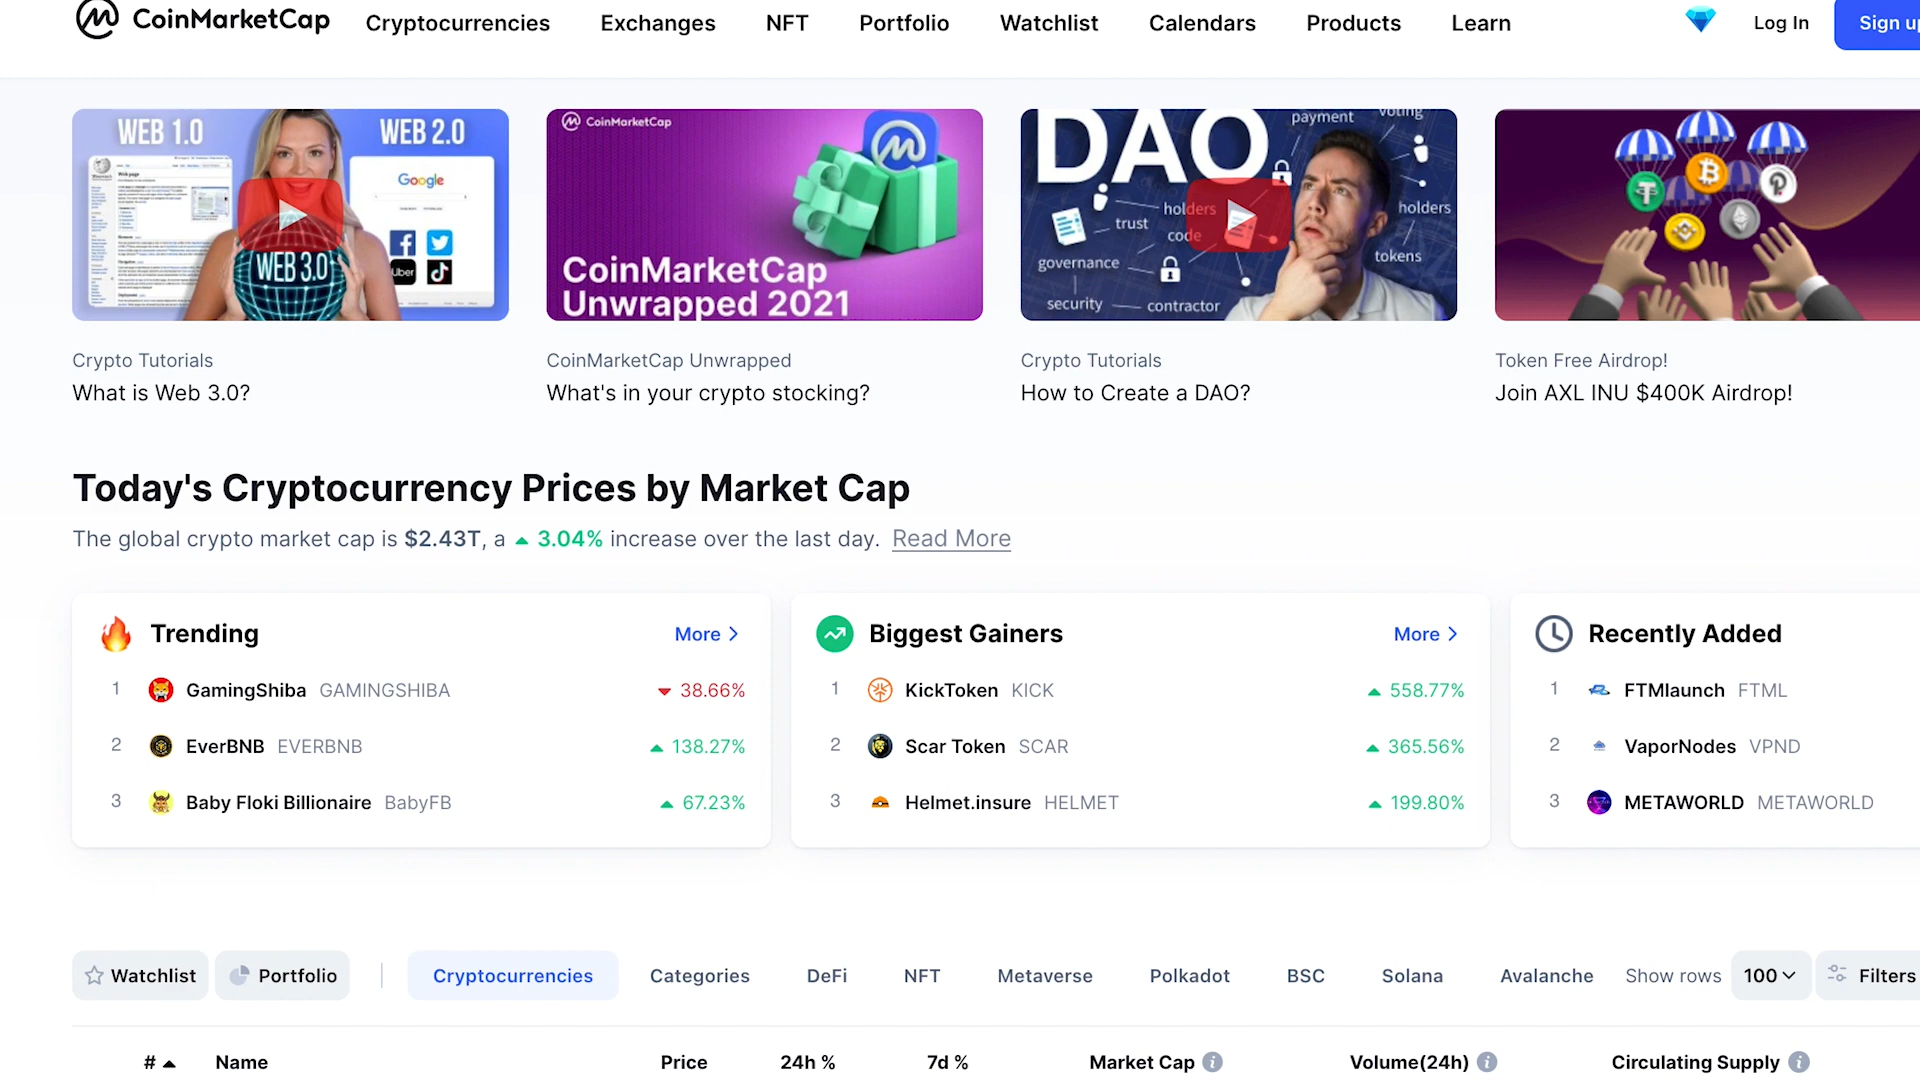 CoinMarketCap Cryptocurrencies Exchanges NFT Portfolio Watchlist Calendars Products Learn Log In Sign up
WEB 1.0 WEB 2.0
Google
Uber
WEB 3.0
CoinMarketCap
CoinMarketCap
Unwrapped 2021
DAO payment voting
holders holders
trust
code
governance tokens
security contractor
Crypto Tutorials
What is Web 3.0?
CoinMarketCap Unwrapped
What's in your crypto stocking?
Crypto Tutorials
How to Create a DAO?
Token Free Airdrop!
Join AXL INU $400K Airdrop!
Today's Cryptocurrency Prices by Market Cap
The global crypto market cap is $2.43T, a ▲ 3.04% increase over the last day. Read More
Trending More
1 GamingShiba GAMINGSHIBA ▼ 38.66%
2 EverBNB EVERBNB ▲ 138.27%
3 Baby Floki Billionaire BabyFB ▲ 67.23%
Biggest Gainers More
1 KickToken KICK ▲ 558.77%
2 Scar Token SCAR ▲ 365.56%
3 Helmet.insure HELMET ▲ 199.80%
Recently Added
1 FTMlaunch FTML
2 VaporNodes VPND
3 METAWORLD METAWORLD
Watchlist Portfolio Cryptocurrencies Categories DeFi NFT Metaverse Polkadot BSC Solana Avalanche Show rows 100 Filters
# ▲ Name Price 24h % 7d % Market Cap Volume(24h) Circulating Supply